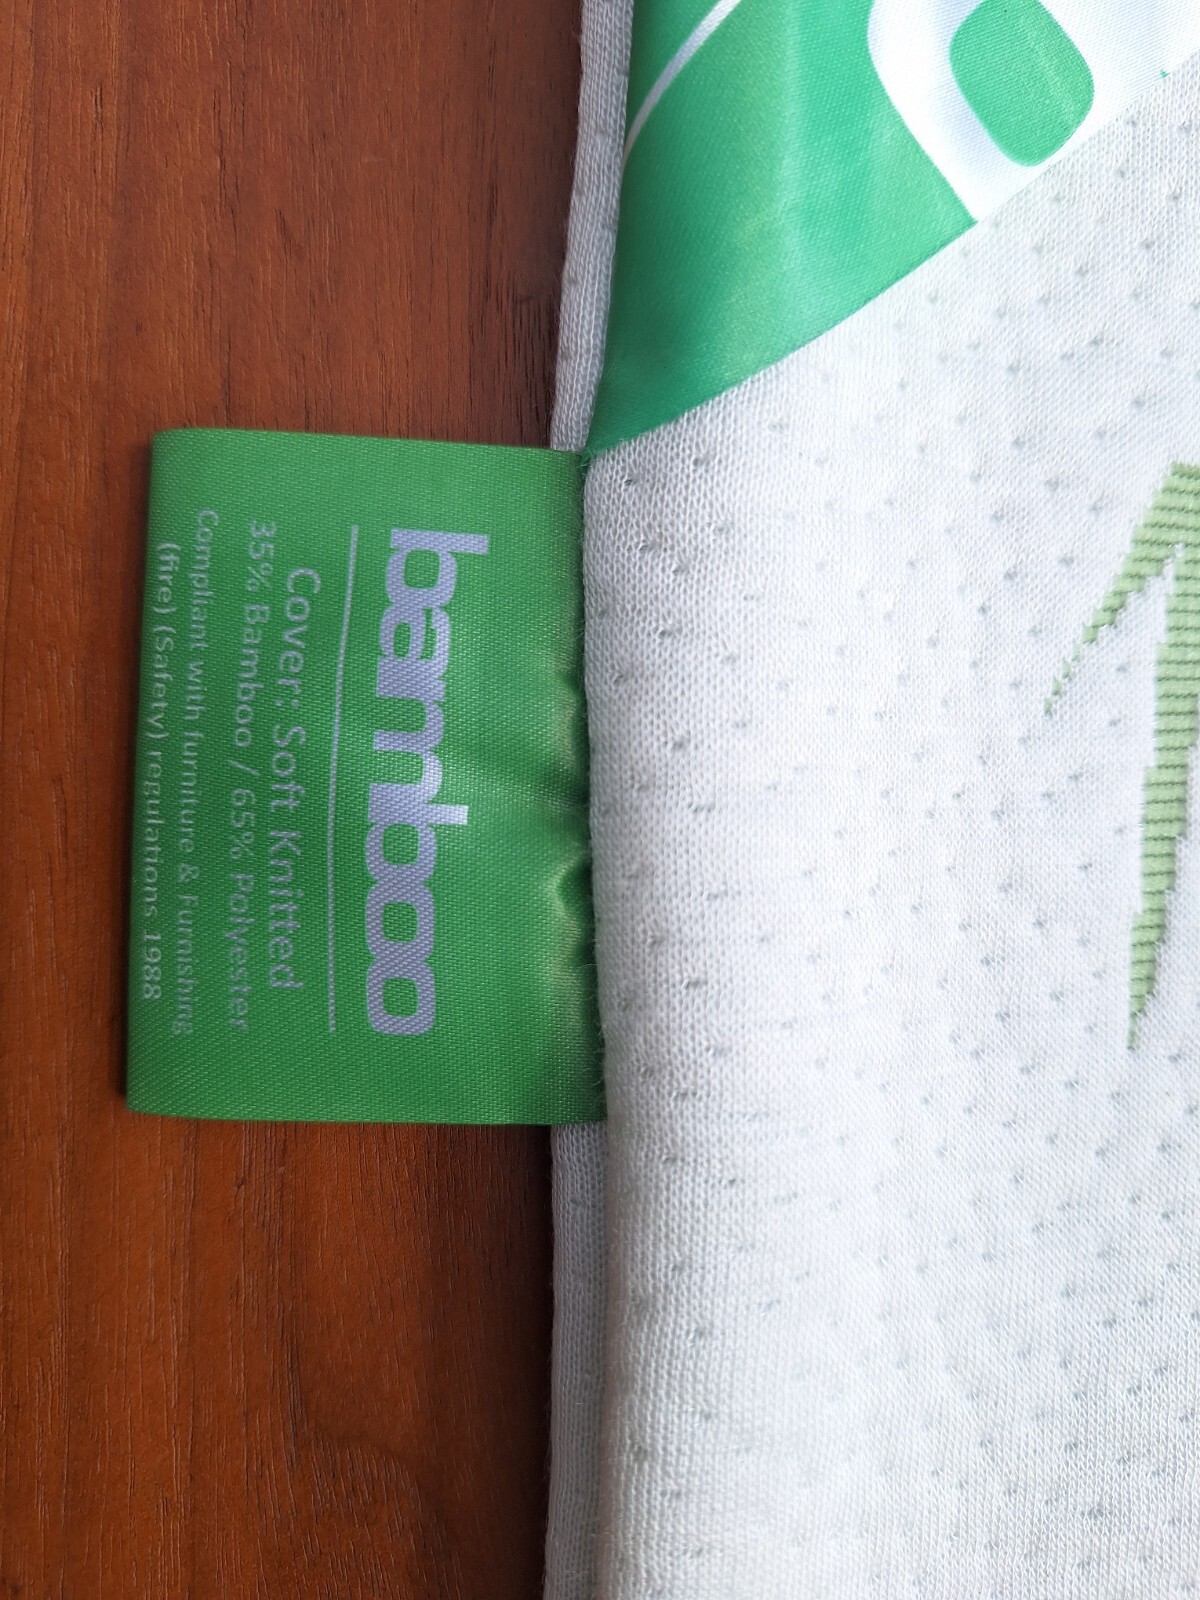 bamboo
Cover: Soft Knitted
35% Bamboo / 65% Polyester
Compliant with furniture & Furnishing
(fire) (Safety) regulations 1988